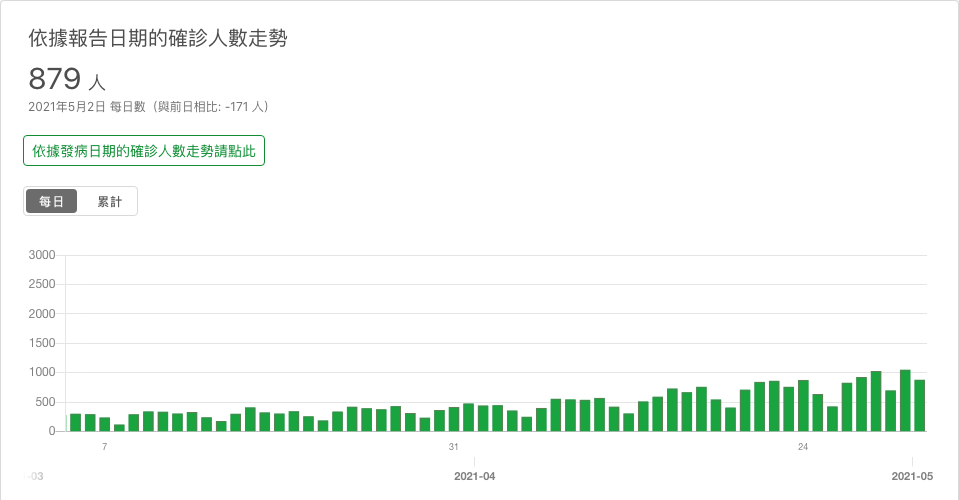 依據報告日期的確診人數走勢
879 人
2021年5月2日 每日數（與前日相比: -171 人）
依據發病日期的確診人數走勢請點此
每日 累計
3000
2500
2000
1500
1000
500
0
7 31 24
-03 2021-04 2021-05